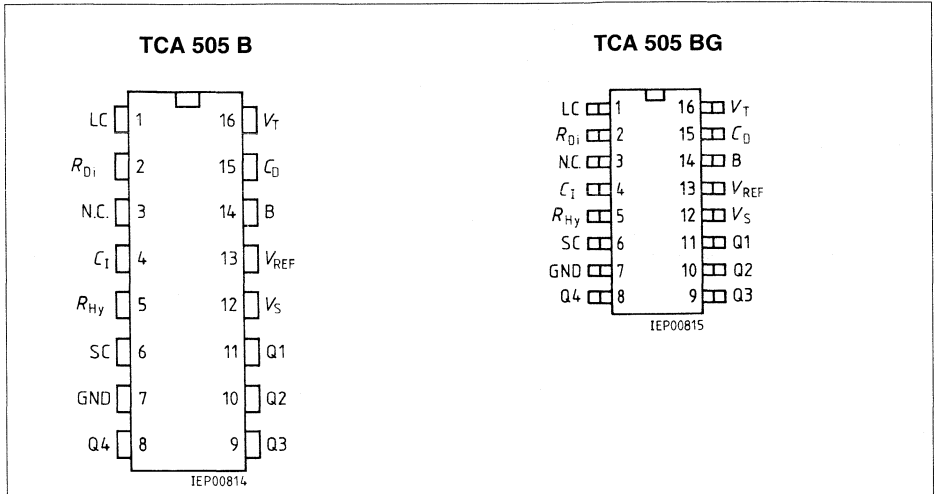 TCA 505 B
LC 1 16 V_T
R_Di 2 15 C_D
N.C. 3 14 B
C_I 4 13 V_REF
R_Hy 5 12 V_S
SC 6 11 Q1
GND 7 10 Q2
Q4 8 9 Q3
IEP00814
TCA 505 BG
LC 1 16 V_T
R_Di 2 15 C_D
N.C. 3 14 B
C_I 4 13 V_REF
R_Hy 5 12 V_S
SC 6 11 Q1
GND 7 10 Q2
Q4 8 9 Q3
IEP00815